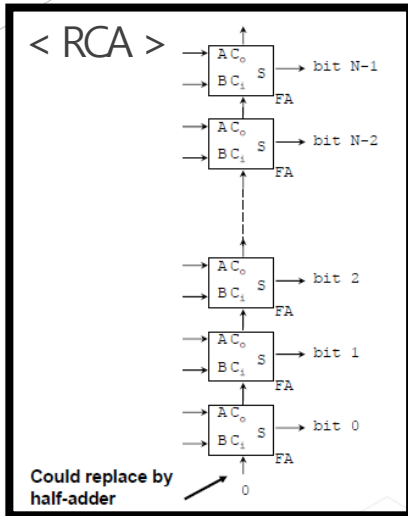 < RCA >
A Co
S
bit N-1
B Ci
FA
A Co
S
bit N-2
B Ci
FA
A Co
S
bit 2
B Ci
FA
A Co
S
bit 1
B Ci
FA
A Co
S
bit 0
B Ci
FA
Could replace by
half-adder
0